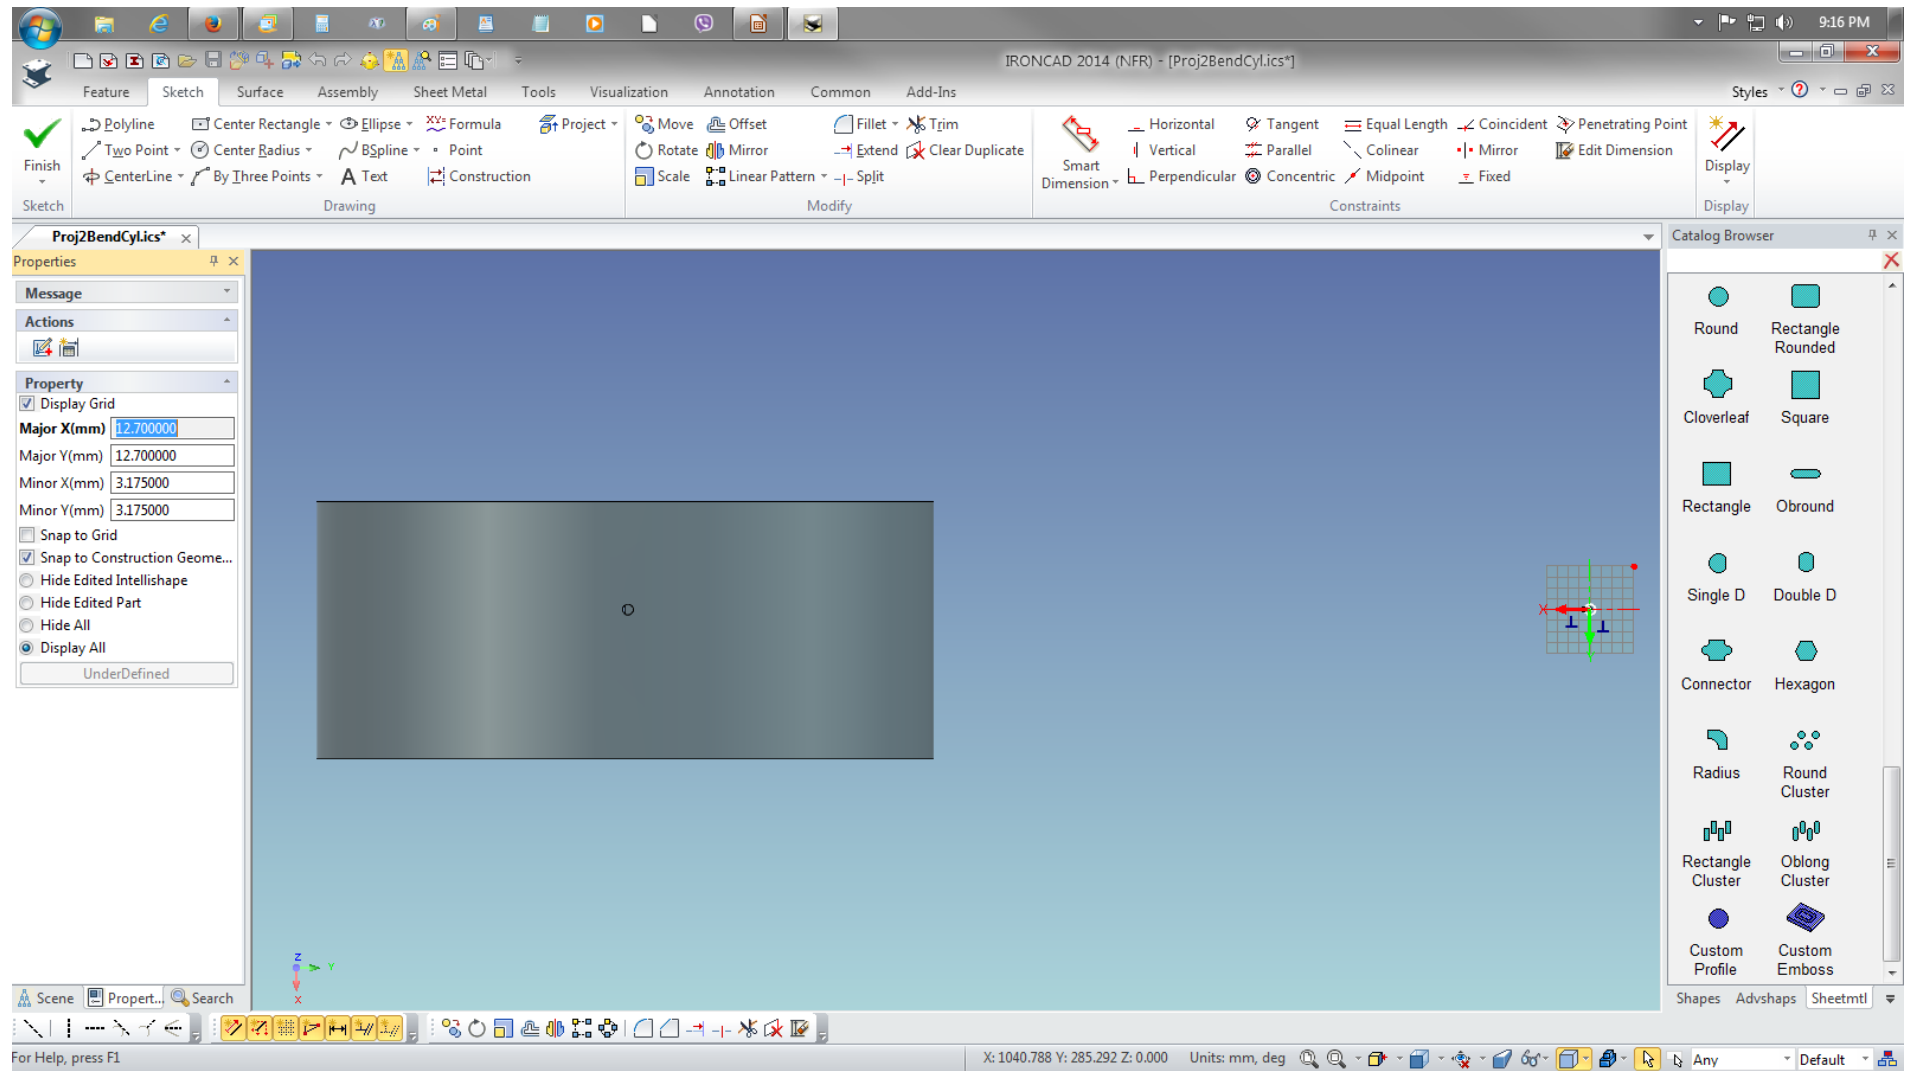 9:16 PM
IRONCAD 2014 (NFR) - [Proj2BendCyl.ics*]
Feature Sketch Surface Assembly Sheet Metal Tools Visualization Annotation Common Add-Ins Styles
Polyline Center Rectangle Ellipse XY= Formula Project Move Offset Fillet Trim Horizontal Tangent Equal Length Coincident Penetrating Point
Two Point Center Radius BSpline Point Rotate Mirror Extend Clear Duplicate Vertical Parallel Colinear Mirror Edit Dimension
Finish Smart Display
CenterLine By Three Points A Text Construction Scale Linear Pattern Split Dimension Perpendicular Concentric Midpoint Fixed
Sketch Drawing Modify Constraints Display
Proj2BendCyl.ics*
Catalog Browser
Properties
Message
Actions
Property
Display Grid
Major X(mm) 12.700000
Major Y(mm) 12.700000
Minor X(mm) 3.175000
Minor Y(mm) 3.175000
Snap to Grid
Snap to Construction Geome...
Hide Edited Intellishape
Hide Edited Part
Hide All
Display All
UnderDefined
X
Y
Z
Y
X
Round Rectangle
Rounded
Cloverleaf Square
Rectangle Obround
Single D Double D
Connector Hexagon
Radius Round
Cluster
Rectangle Oblong
Cluster Cluster
Custom Custom
Profile Emboss
Scene Propert... Search
Shapes Advshaps Sheetmtl
For Help, press F1
X: 1040.788 Y: 285.292 Z: 0.000 Units: mm, deg Any Default